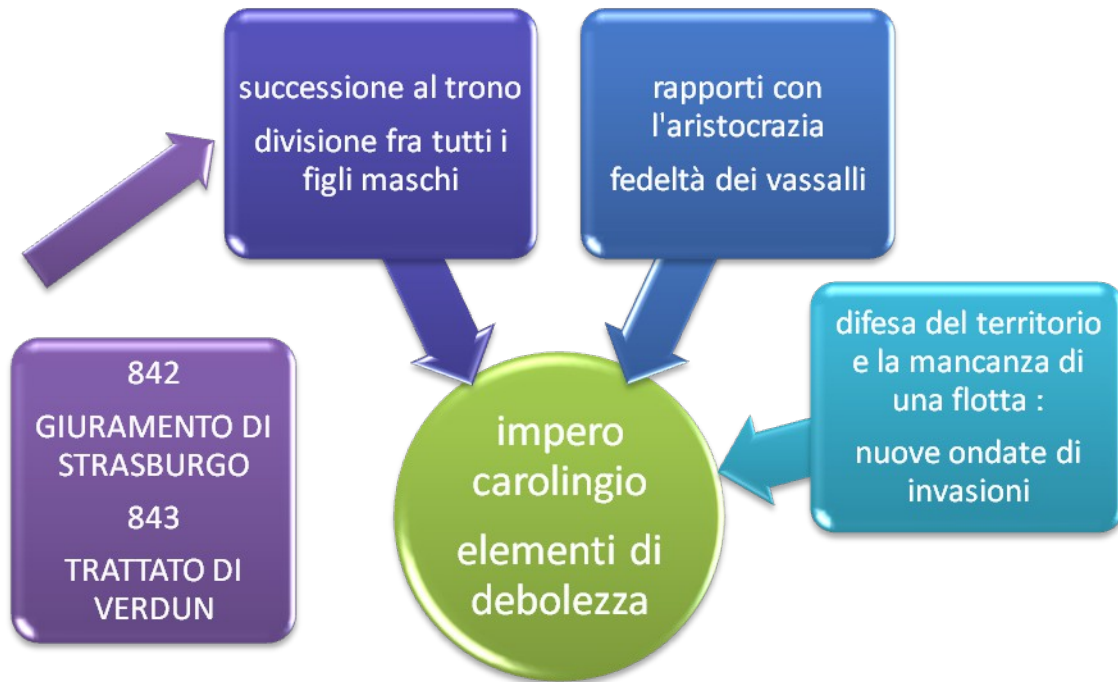 successione al trono
divisione fra tutti i
figli maschi
rapporti con
l'aristocrazia
fedeltà dei vassalli
difesa del territorio
e la mancanza di
una flotta :
nuove ondate di
invasioni
842
GIURAMENTO DI
STRASBURGO
843
TRATTATO DI
VERDUN
impero
carolingio
elementi di
debolezza